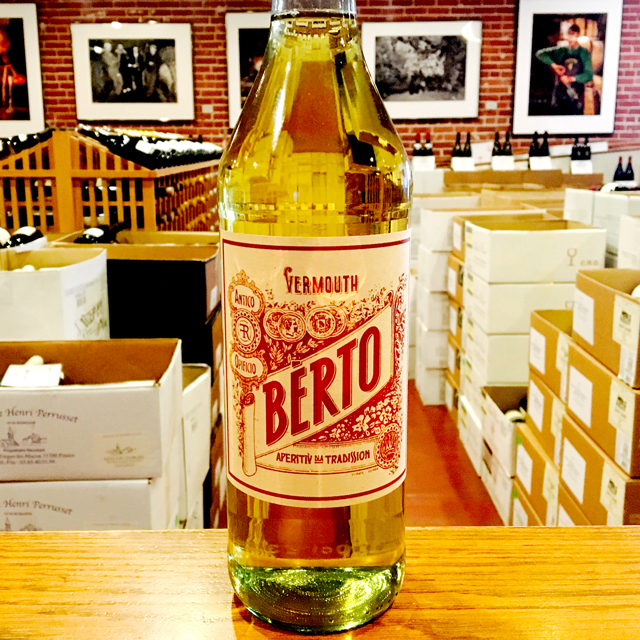 VERMOUTH
ANTICO
OPIFICIO
BERTO
APERITIV DLA TRADISSION
Henri Perrusset
Henri Perrusset